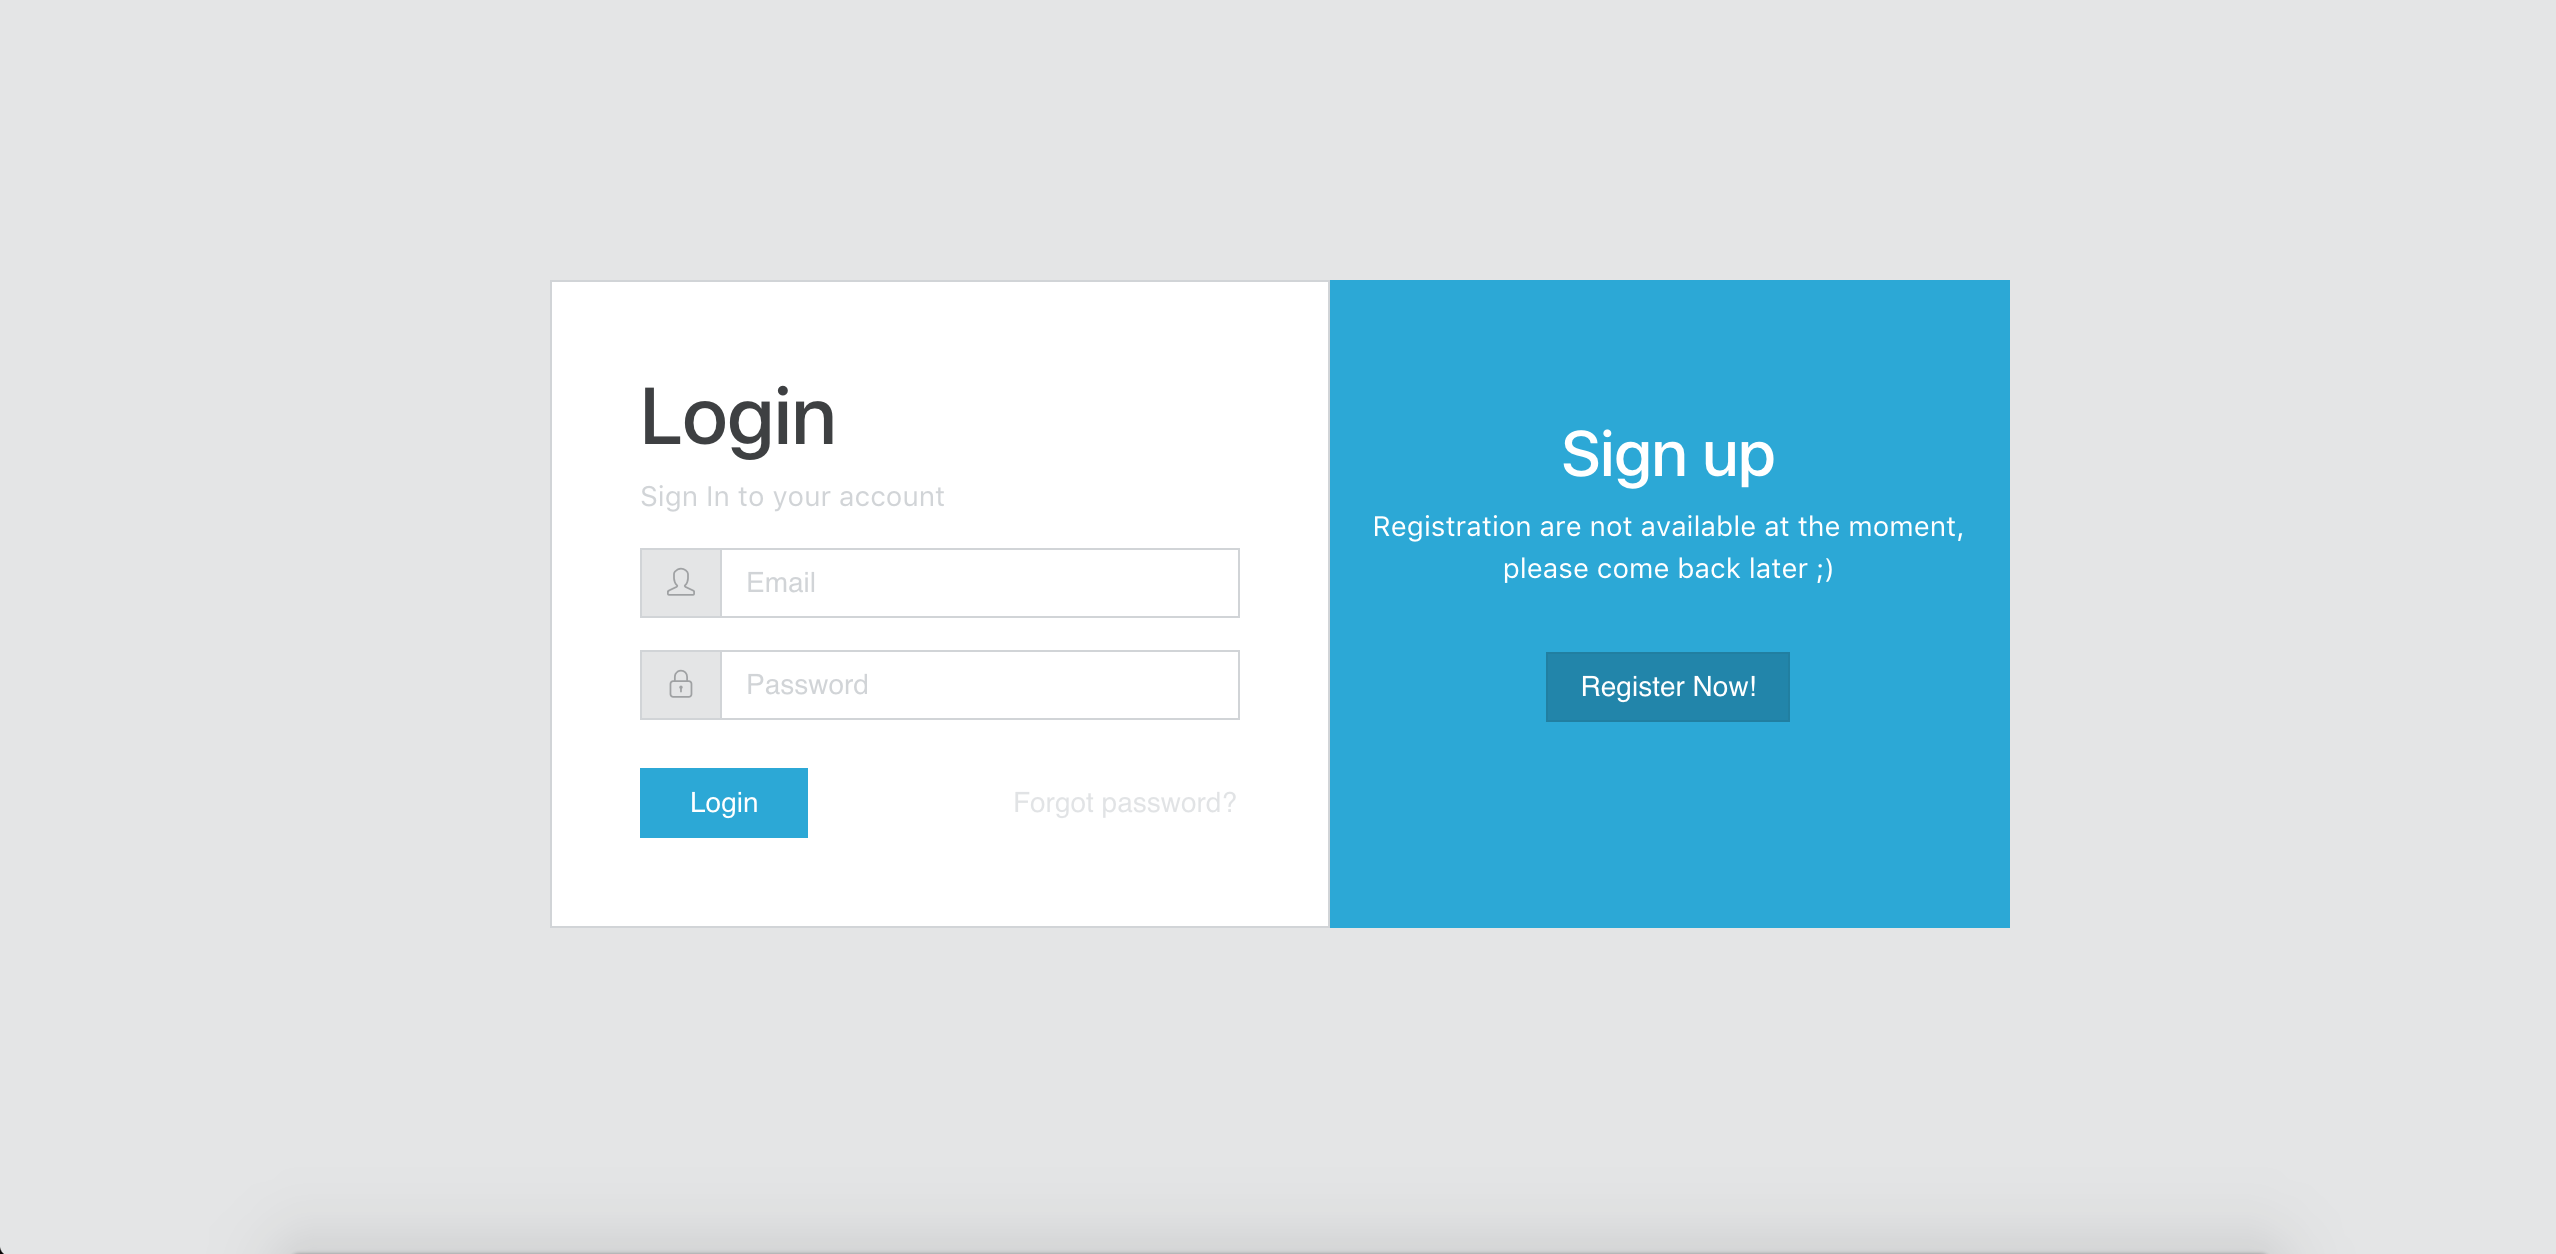 Login
Sign In to your account
Email
Password
Login
Forgot password?
Sign up
Registration are not available at the moment,
please come back later ;)
Register Now!